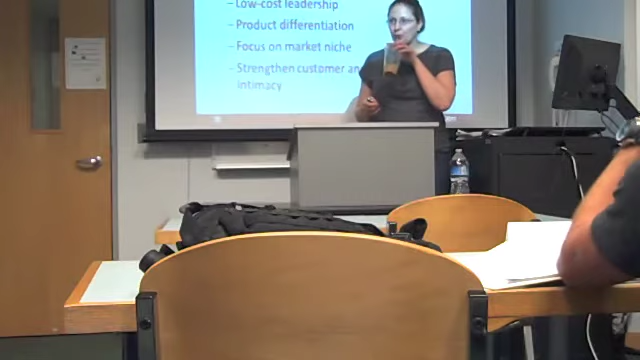 – Low-cost leadership
– Product differentiation
– Focus on market niche
– Strengthen customer an
intimacy